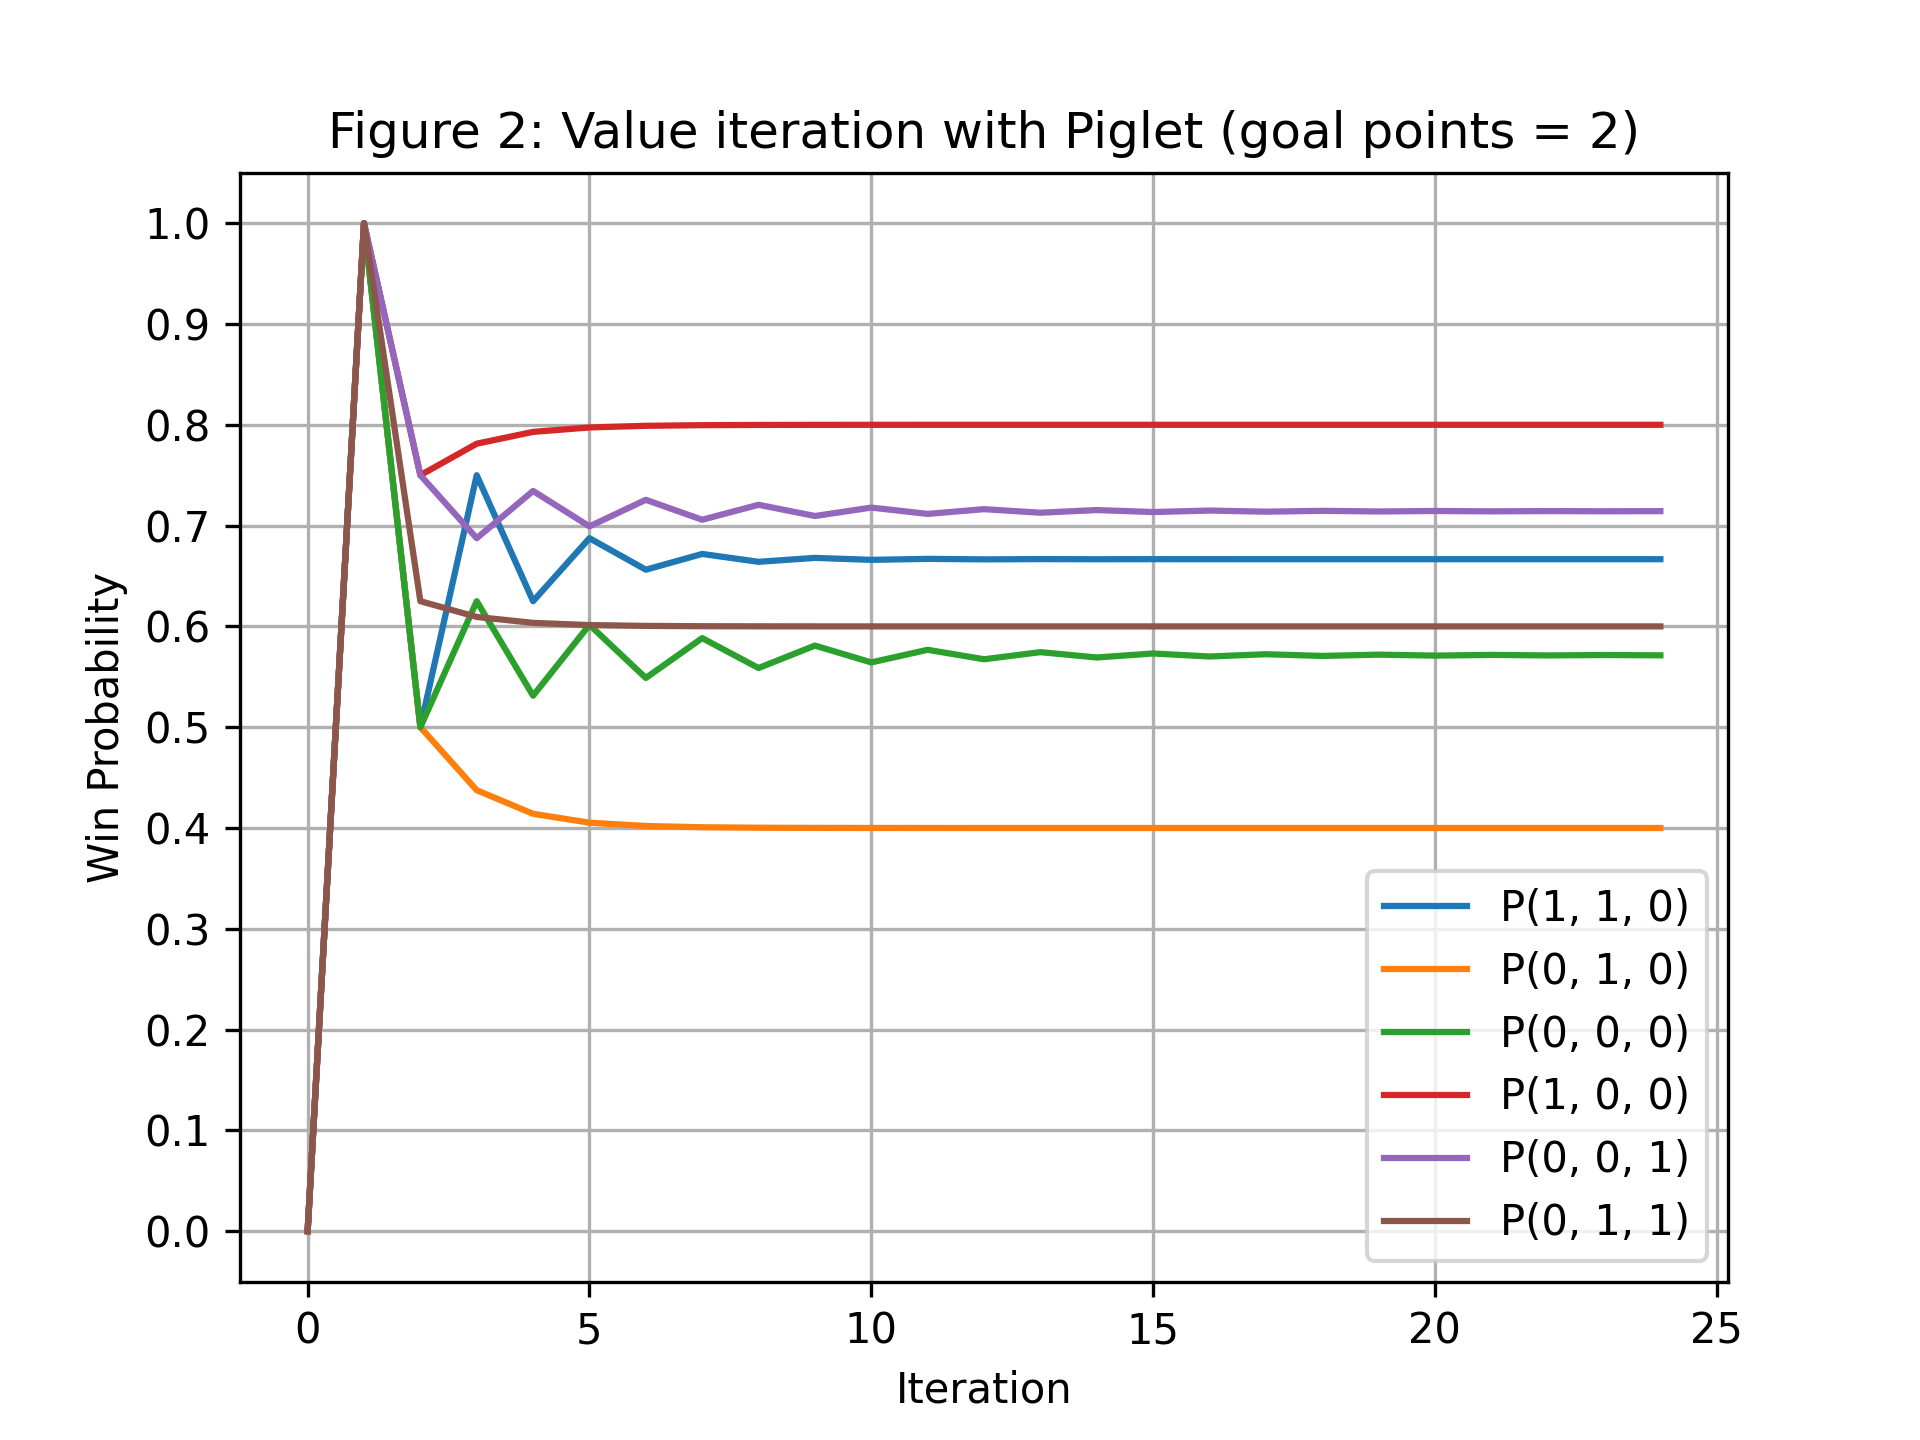 Figure 2: Value iteration with Piglet (goal points = 2)
1.0
0.9
0.8
0.7
0.6
0.5
0.4
0.3
0.2
0.1
0.0
Win Probability
P(1, 1, 0)
P(0, 1, 0)
P(0, 0, 0)
P(1, 0, 0)
P(0, 0, 1)
P(0, 1, 1)
0 5 10 15 20 25
Iteration